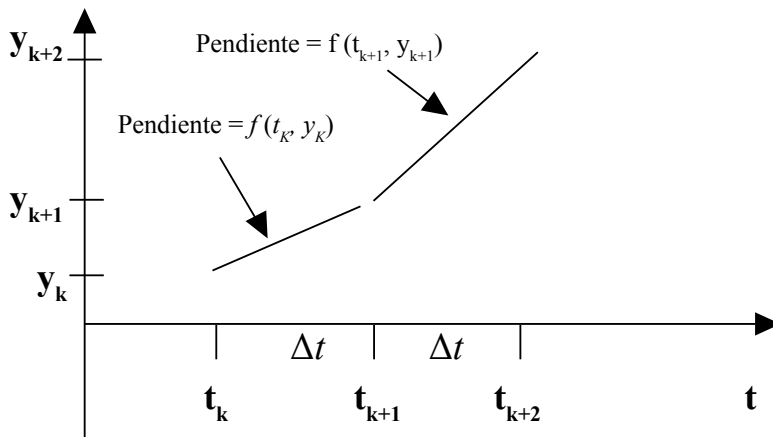 y_{k+2}
Pendiente = f (t_{k+1}, y_{k+1})
Pendiente = f (t_K, y_K)
y_{k+1}
y_k
Δt Δt
t_k t_{k+1} t_{k+2} t